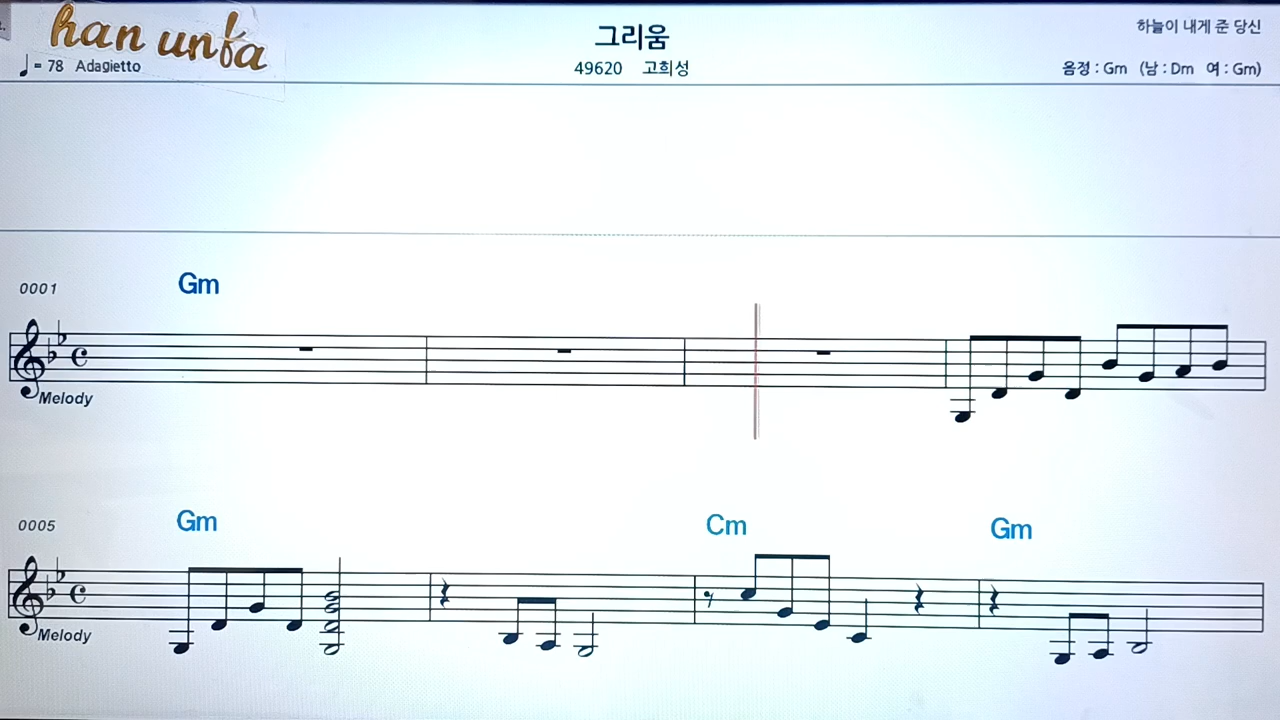 han unfa
그리움
하늘이 내게 준 당신
♩= 78 Adagietto
49620 고희성
음정 : Gm (남 : Dm 여 : Gm)
Gm
0001
Melody
Gm Cm Gm
0005
Melody